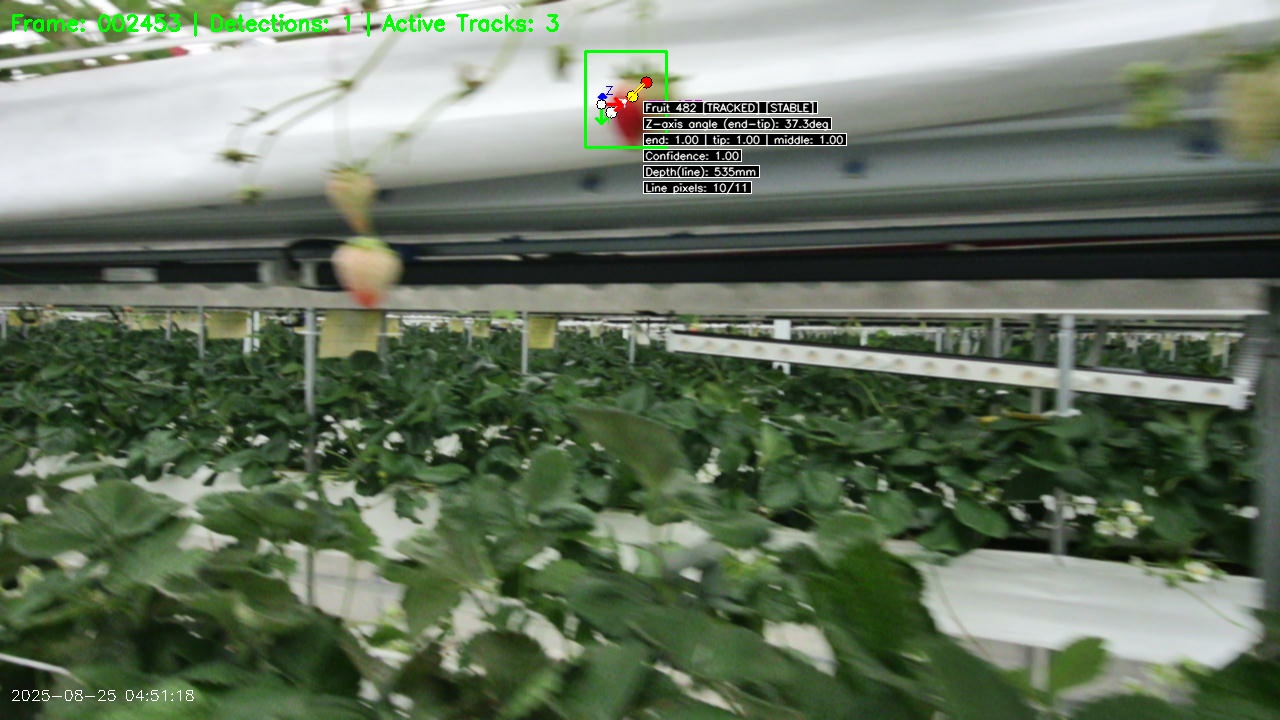 Frame: 002453 | Detections: 1 | Active Tracks: 3
Z
Fruit 482 [TRACKED] [STABLE]
Z-axis angle (end-tip): 37.3deg
end: 1.00 | tip: 1.00 | middle: 1.00
Confidence: 1.00
Depth(line): 535mm
Line pixels: 10/11
2025-08-25 04:51:18